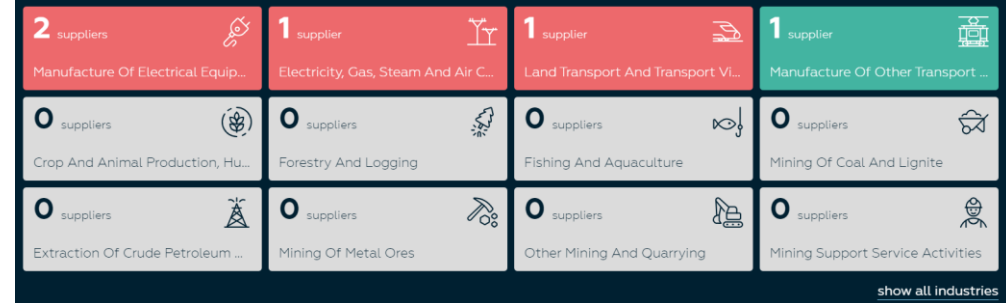 2 suppliers
Manufacture Of Electrical Equip...
1 supplier
Electricity, Gas, Steam And Air C...
1 supplier
Land Transport And Transport Vi...
1 supplier
Manufacture Of Other Transport ...
0 suppliers
Crop And Animal Production, Hu...
0 suppliers
Forestry And Logging
0 suppliers
Fishing And Aquaculture
0 suppliers
Mining Of Coal And Lignite
0 suppliers
Extraction Of Crude Petroleum ...
0 suppliers
Mining Of Metal Ores
0 suppliers
Other Mining And Quarrying
0 suppliers
Mining Support Service Activities
show all industries